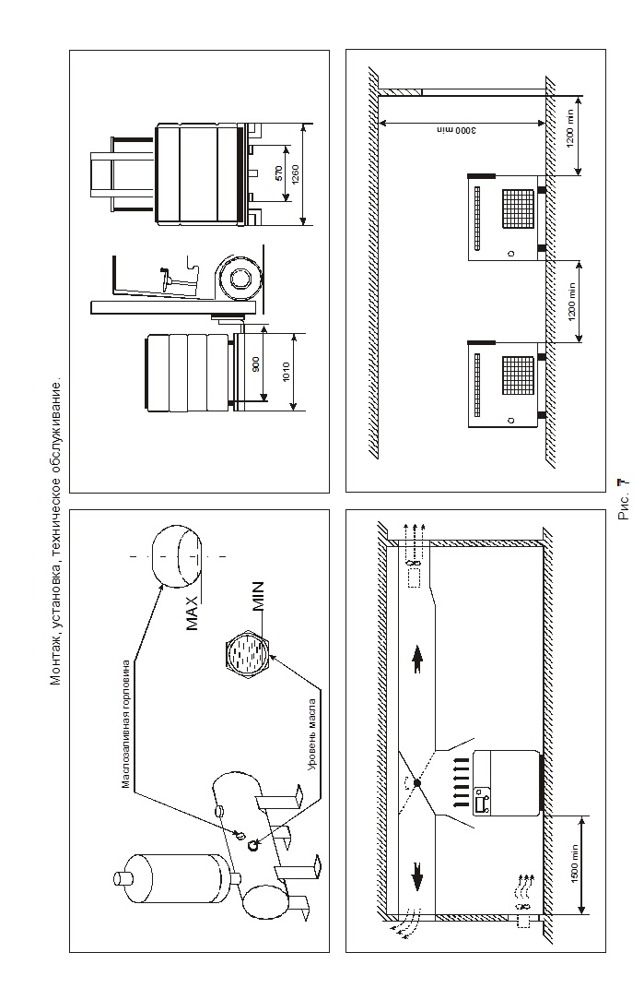 Монтаж, установка, техническое обслуживание.
Маслозаливная горловина
MAX
MIN
Уровень масла
570
1260
900
1010
1500 min
3000 min
1200 min
1200 min
Рис. 7